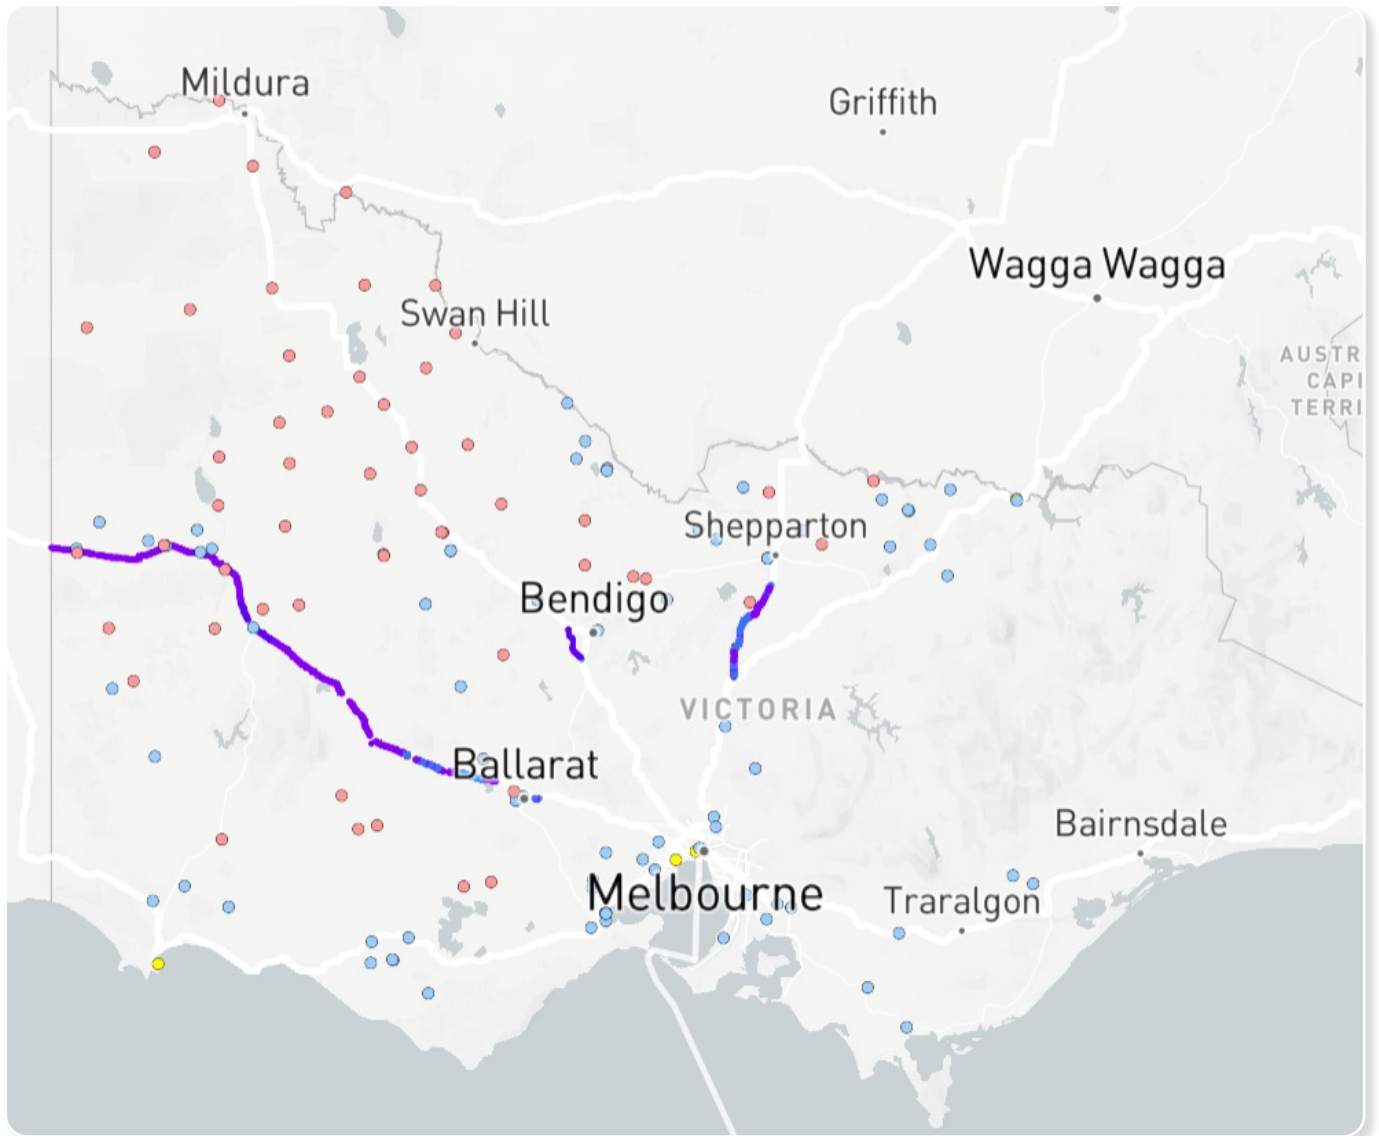 Mildura
Griffith
Wagga Wagga
Swan Hill
AUSTR
CAPI
TERRI
Shepparton
Bendigo
VICTORIA
Ballarat
Bairnsdale
Melbourne
Traralgon